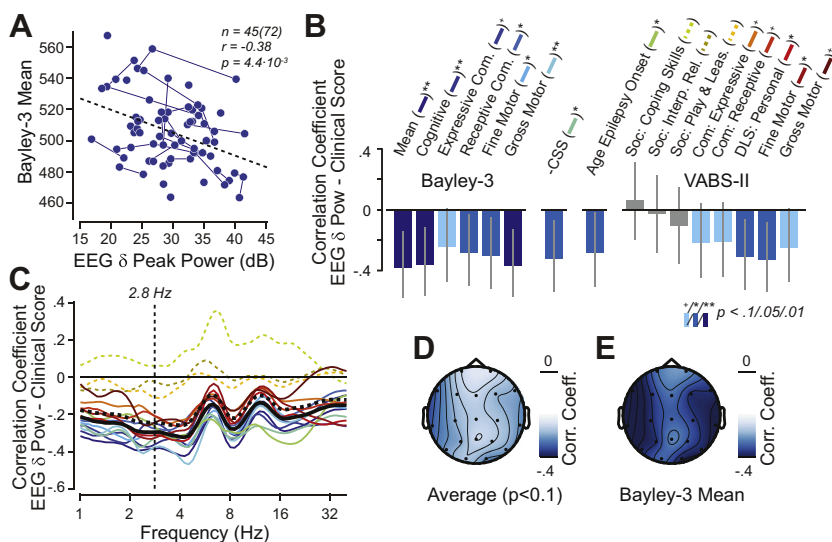 A
n = 45(72)
r = -0.38
p = 4.4·10⁻³
Bayley-3 Mean
560
540
520
500
480
460
15 20 25 30 35 40 45
EEG δ Peak Power (dB)
B
Mean ( )**
Cognitive ( )**
Expressive Com. ( )+
Receptive Com. ( )*
Fine Motor ( )*
Gross Motor ( )**
-CSS ( )*
Age Epilepsy Onset ( )*
Soc: Coping Skills ( )
Soc: Interp. Rel. ( )
Soc: Play & Leas. ( )
Com: Expressive ( )+
Com: Receptive ( )+
DLS: Personal ( )*
Fine Motor ( )*
Gross Motor ( )+
Correlation Coefficient
EEG δ Pow - Clinical Score
.4
0
-.4
Bayley-3
VABS-II
+/*/** p < .1/.05/.01
C
2.8 Hz
Correlation Coefficient
EEG δ Pow - Clinical Score
.4
.2
0
-.2
-.4
-.6
1 2 4 8 16 32
Frequency (Hz)
D
0
-.4
Corr. Coeff.
Average (p<0.1)
E
0
-.4
Corr. Coeff.
Bayley-3 Mean